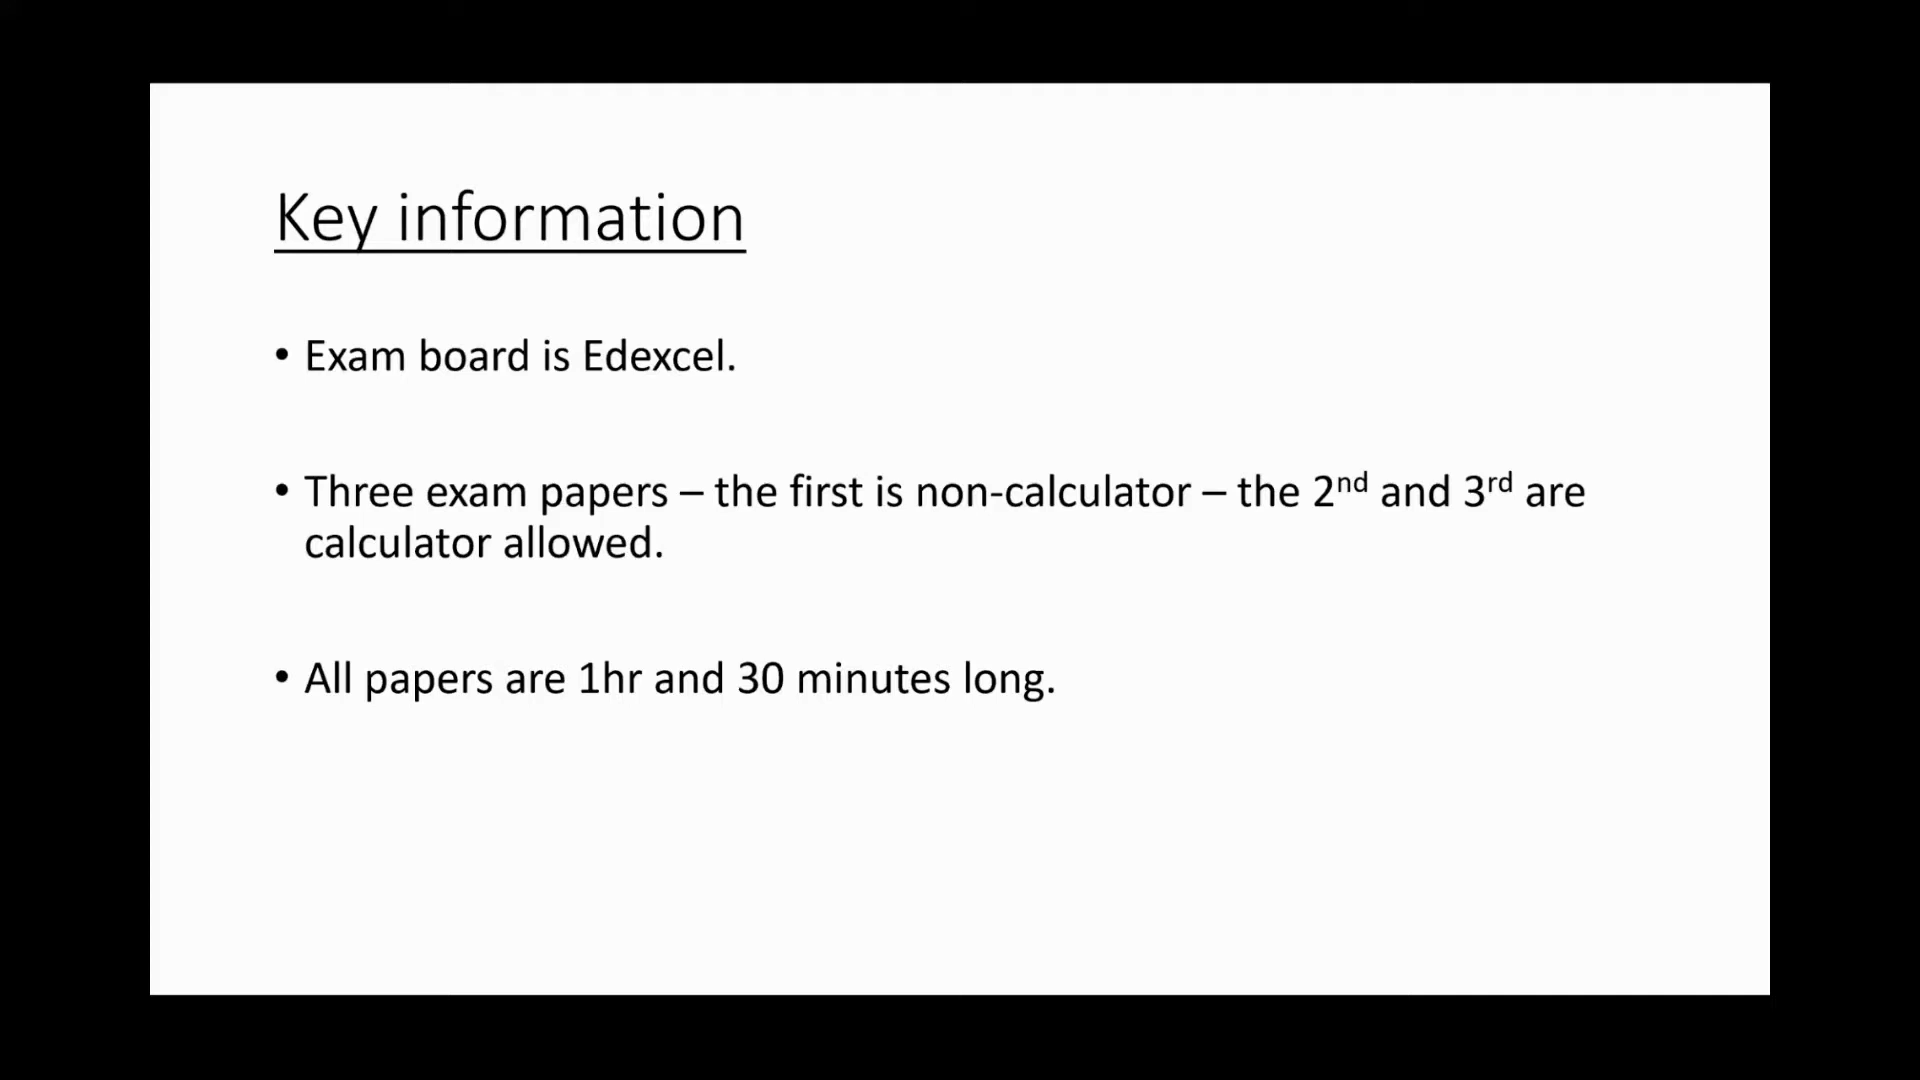 Key information
• Exam board is Edexcel.
• Three exam papers – the first is non-calculator – the 2nd and 3rd are
calculator allowed.
• All papers are 1hr and 30 minutes long.